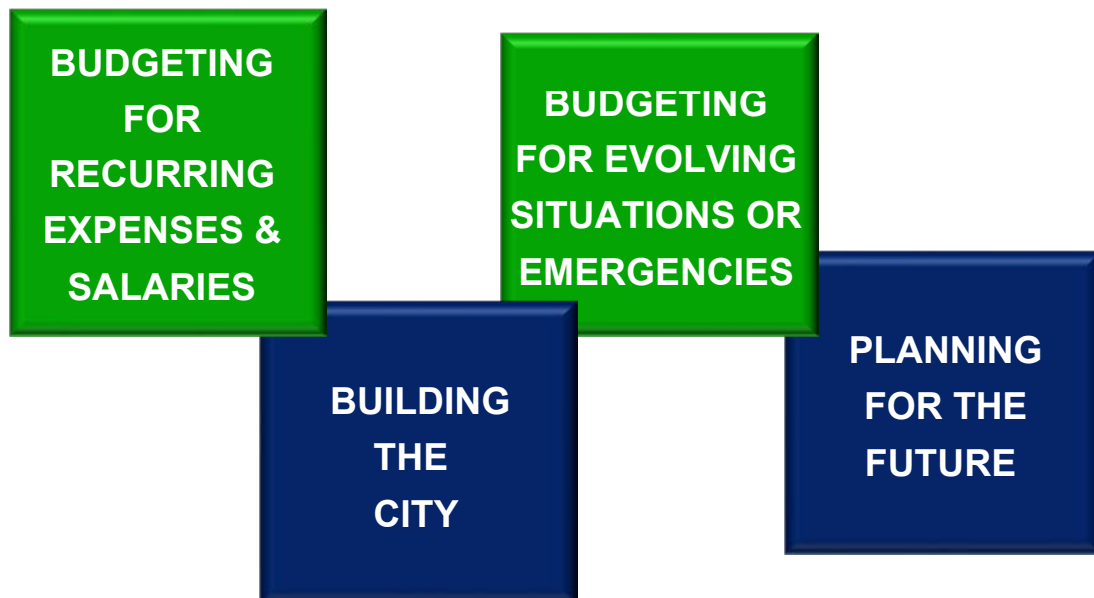 BUDGETING
FOR
RECURRING
EXPENSES &
SALARIES
BUILDING
THE
CITY
BUDGETING
FOR EVOLVING
SITUATIONS OR
EMERGENCIES
PLANNING
FOR THE
FUTURE